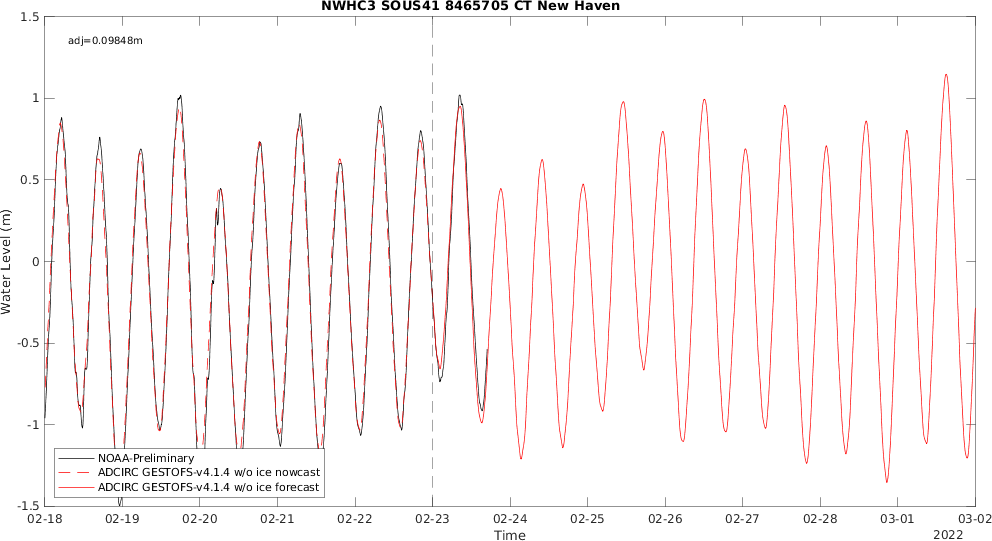 NWHC3 SOUS41 8465705 CT New Haven
adj=0.09848m
1.5
1
0.5
0
-0.5
-1
-1.5
Water Level (m)
NOAA-Preliminary
ADCIRC GESTOFS-v4.1.4 w/o ice nowcast
ADCIRC GESTOFS-v4.1.4 w/o ice forecast
02-18 02-19 02-20 02-21 02-22 02-23 02-24 02-25 02-26 02-27 02-28 03-01 03-02
Time
2022